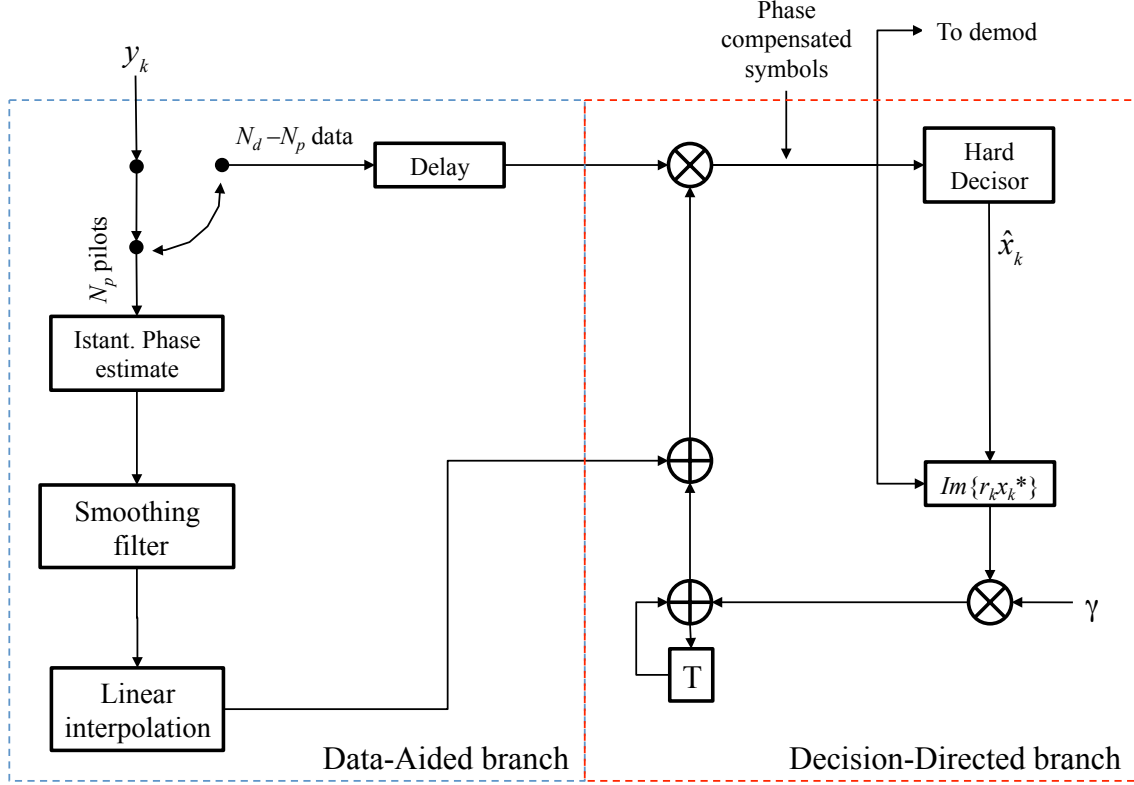 y_k
N_d –N_p data
Delay
N_p pilots
Istant. Phase
estimate
Smoothing
filter
Linear
interpolation
Data-Aided branch
Phase
compensated
symbols
To demod
Hard
Decisor
x̂_k
Im{r_k x_k*}
γ
T
Decision-Directed branch